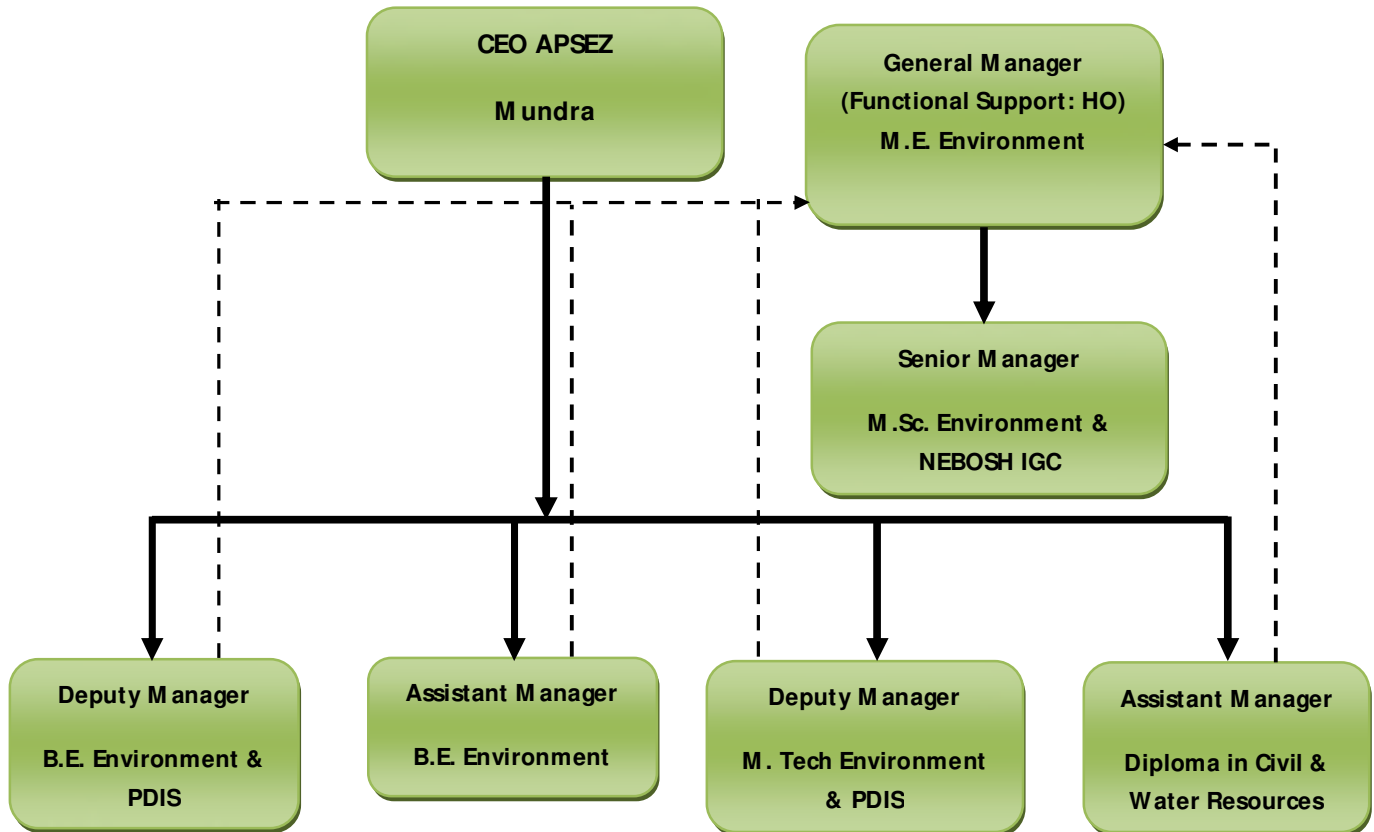 CEO APSEZ
Mundra
General Manager
(Functional Support: HO)
M.E. Environment
Senior Manager
M.Sc. Environment &
NEBOSH IGC
Deputy Manager
B.E. Environment &
PDIS
Assistant Manager
B.E. Environment
Deputy Manager
M. Tech Environment
& PDIS
Assistant Manager
Diploma in Civil &
Water Resources